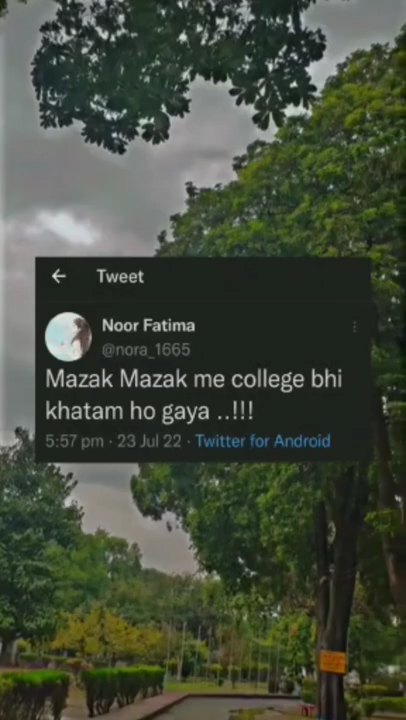 ← Tweet
Noor Fatima
@nora_1665
Mazak Mazak me college bhi
khatam ho gaya ..!!!
5:57 pm · 23 Jul 22 · Twitter for Android